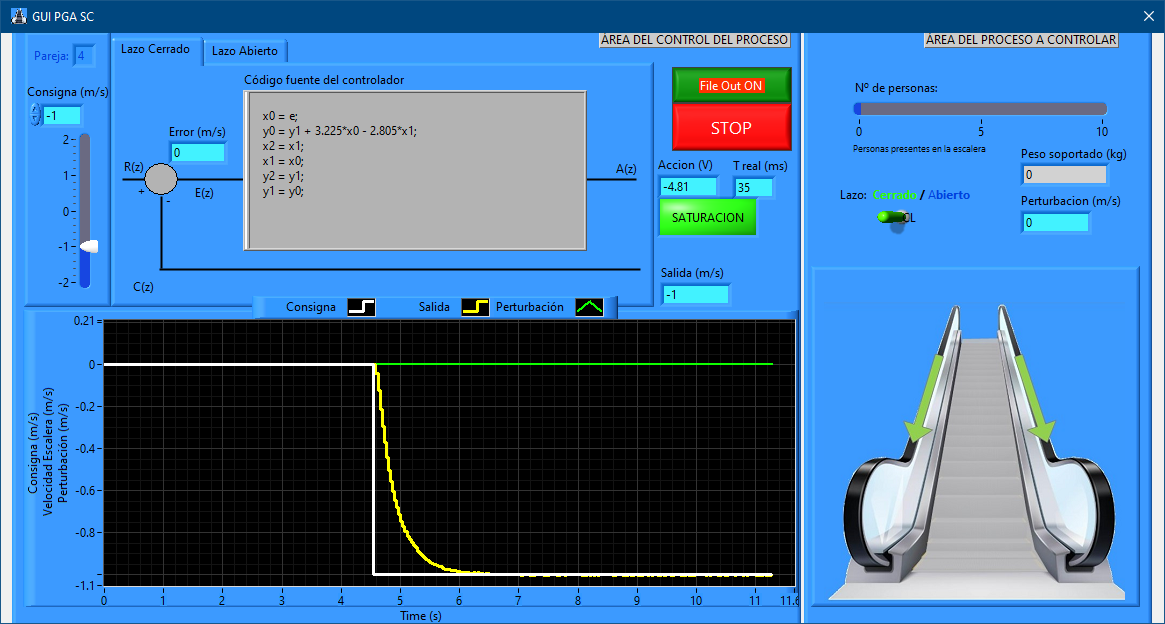 GUI PGA SC
Pareja: 4
Lazo Cerrado
Lazo Abierto
ÁREA DEL CONTROL DEL PROCESO
ÁREA DEL PROCESO A CONTROLAR
Consigna (m/s)
-1
2
1
0
-1
-2
Código fuente del controlador
x0 = e;
y0 = y1 + 3.225*x0 - 2.805*x1;
x2 = x1;
x1 = x0;
y2 = y1;
y1 = y0;
Error (m/s)
0
R(z)
+
-
E(z)
A(z)
C(z)
File Out ON
STOP
Accion (V)
T real (ms)
-4.81
35
SATURACION
Salida (m/s)
-1
Nº de personas:
0 5 10
Personas presentes en la escalera
Peso soportado (kg)
0
Lazo: Cerrado / Abierto
OL
Perturbacion (m/s)
0
Consigna
Salida
Perturbación
0.21
0
-0.2
-0.4
-0.6
-0.8
-1.1
Consigna (m/s)
Velocidad Escalera (m/s)
Perturbación (m/s)
0 1 2 3 4 5 6 7 8 9 10 11 11.6
Time (s)